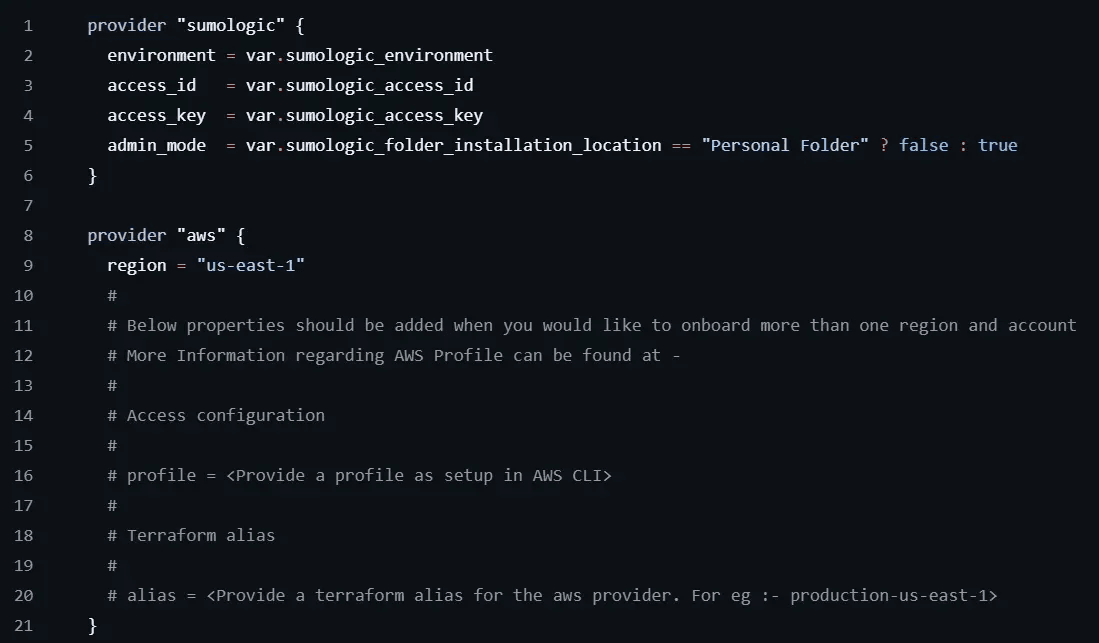 1 provider "sumologic" {
2   environment = var.sumologic_environment
3   access_id   = var.sumologic_access_id
4   access_key  = var.sumologic_access_key
5   admin_mode  = var.sumologic_folder_installation_location == "Personal Folder" ? false : true
6 }
7
8 provider "aws" {
9   region = "us-east-1"
10   #
11   # Below properties should be added when you would like to onboard more than one region and account
12   # More Information regarding AWS Profile can be found at -
13   #
14   # Access configuration
15   #
16   # profile = <Provide a profile as setup in AWS CLI>
17   #
18   # Terraform alias
19   #
20   # alias = <Provide a terraform alias for the aws provider. For eg :- production-us-east-1>
21 }